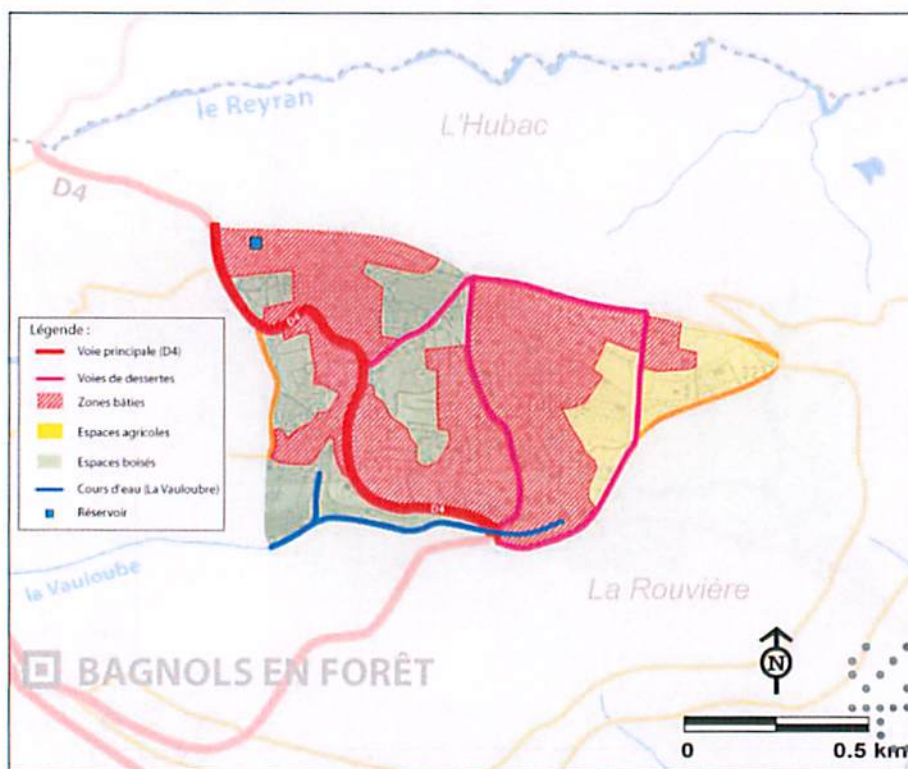 le Reyran
L'Hubac
D4
D4
Légende :
Voie principale (D4)
Voies de dessertes
Zones bâties
Espaces agricoles
Espaces boisés
Cours d'eau (La Vauloubre)
Réservoir
D4
la Vauloube
La Rouvière
BAGNOLS EN FORÊT
N
0 0.5 km